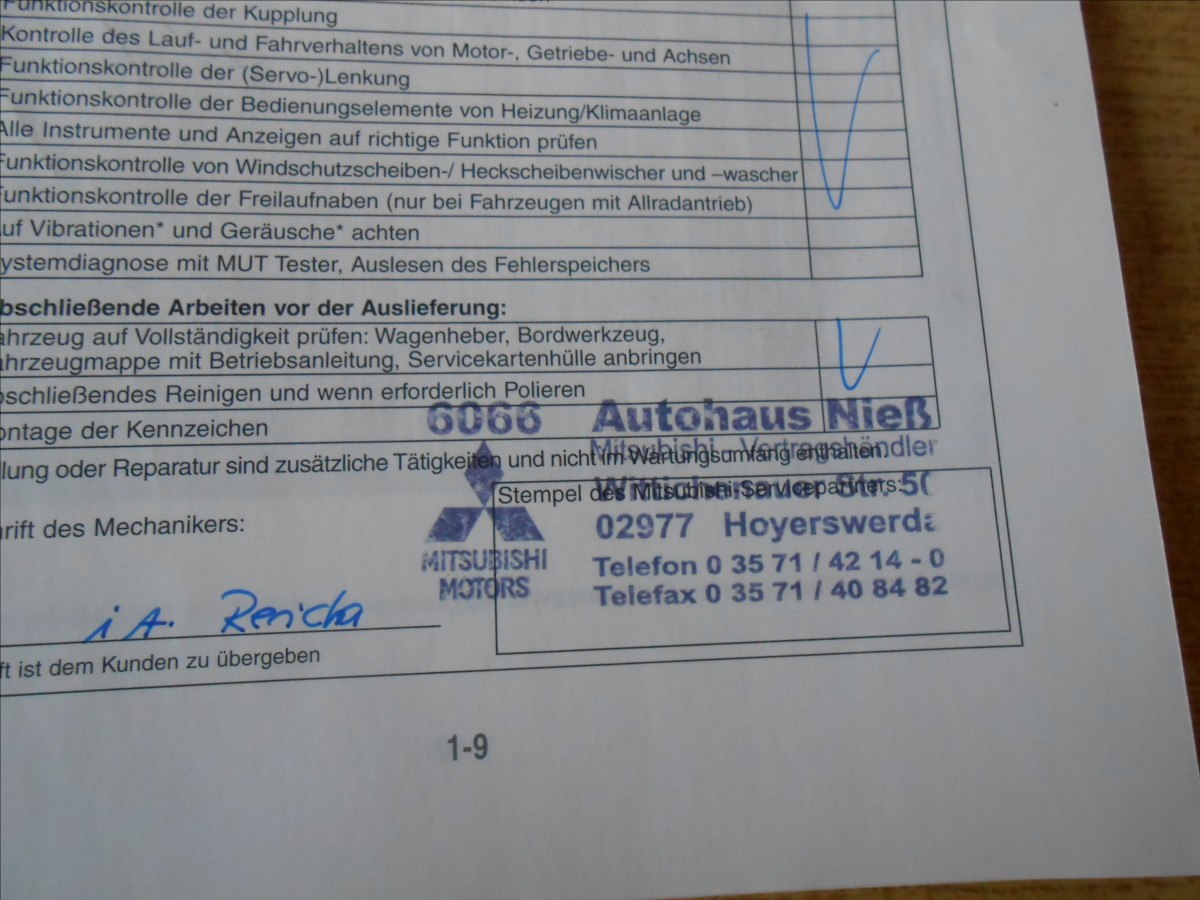 Funktionskontrolle der Kupplung
Kontrolle des Lauf- und Fahrverhaltens von Motor-, Getriebe- und Achsen
Funktionskontrolle der (Servo-)Lenkung
Funktionskontrolle der Bedienungselemente von Heizung/Klimaanlage
Alle Instrumente und Anzeigen auf richtige Funktion prüfen
Funktionskontrolle von Windschutzscheiben-/ Heckscheibenwischer und –wascher
Funktionskontrolle der Freilaufnaben (nur bei Fahrzeugen mit Allradantrieb)
uf Vibrationen* und Geräusche* achten
ystemdiagnose mit MUT Tester, Auslesen des Fehlerspeichers
bschließende Arbeiten vor der Auslieferung:
ahrzeug auf Vollständigkeit prüfen: Wagenheber, Bordwerkzeug,
ahrzeugmappe mit Betriebsanleitung, Servicekartenhülle anbringen
bschließendes Reinigen und wenn erforderlich Polieren
ontage der Kennzeichen
6066 Autohaus Nieß
Mitsubishi - Vertragshändler
llung oder Reparatur sind zusätzliche Tätigkeiten und nicht im Wartungsumfang enthalten.
Stempel des Mitsubishi-Servicepartners:
Wittichenauer Str. 50
02977 Hoyerswerda
Telefon 0 35 71 / 42 14 - 0
Telefax 0 35 71 / 40 84 82
MITSUBISHI
MOTORS
rift des Mechanikers:
i A. Rericha
ft ist dem Kunden zu übergeben
1-9